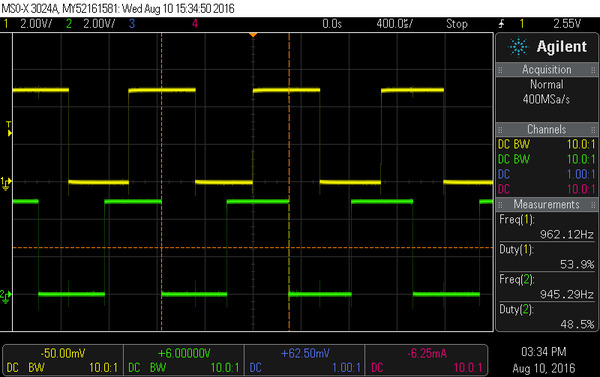 MSO-X 3024A, MY52161581: Wed Aug 10 15:34:50 2016
1 2.00V/ 2 2.00V/ 3 4 0.0s 400.0s/ Stop 1 2.55V
Agilent
Acquisition
Normal
400MSa/s
Channels
DC BW 10.0:1
DC BW 10.0:1
DC 1.00:1
DC 10.0:1
Measurements
Freq(1):
962.12Hz
Duty(1):
53.9%
Freq(2):
945.29Hz
Duty(2):
48.5%
T
1
2
-50.00mV +6.00000V +62.50mV -6.25mA
DC BW 10.0:1 DC BW 10.0:1 DC 1.00:1 DC 10.0:1
03:34 PM
Aug 10, 2016